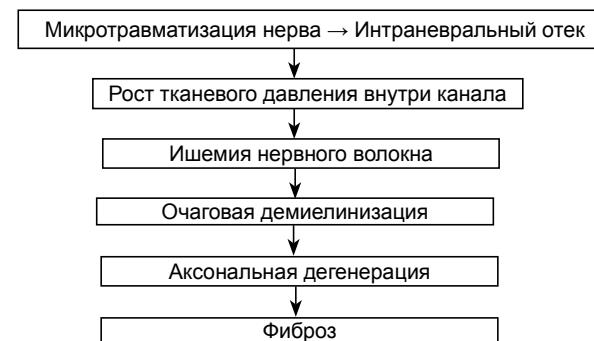 Микротравматизация нерва → Интраневральный отек
Рост тканевого давления внутри канала
Ишемия нервного волокна
Очаговая демиелинизация
Аксональная дегенерация
Фиброз